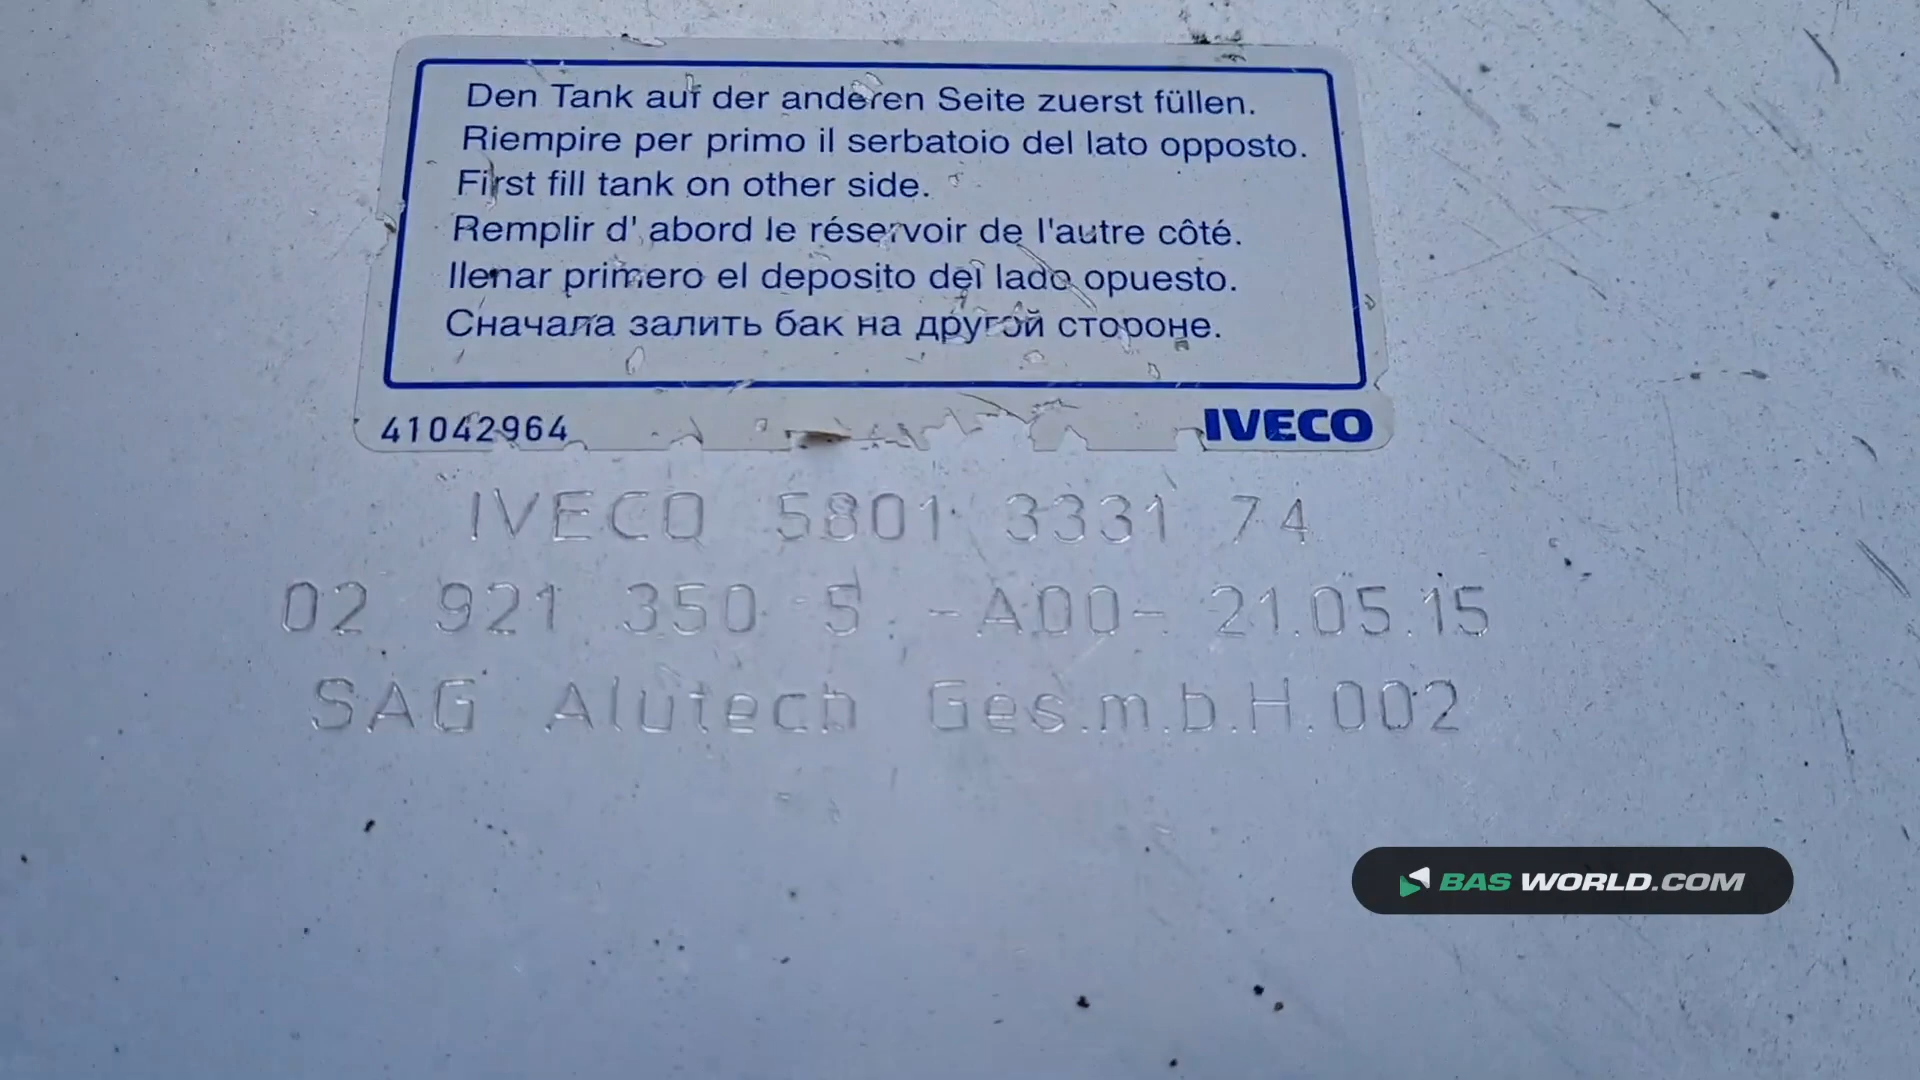 Den Tank auf der anderen Seite zuerst füllen.
Riempire per primo il serbatoio del lato opposto.
First fill tank on other side.
Remplir d' abord le réservoir de l'autre côté.
llenar primero el deposito del lado opuesto.
Сначала залить бак на другой стороне.
41042964 IVECO
IVECO 5801 3331 74
02 921 350 S -A00- 21.05.15
SAG Alutech Ges.m.b.H.002
BAS WORLD.COM